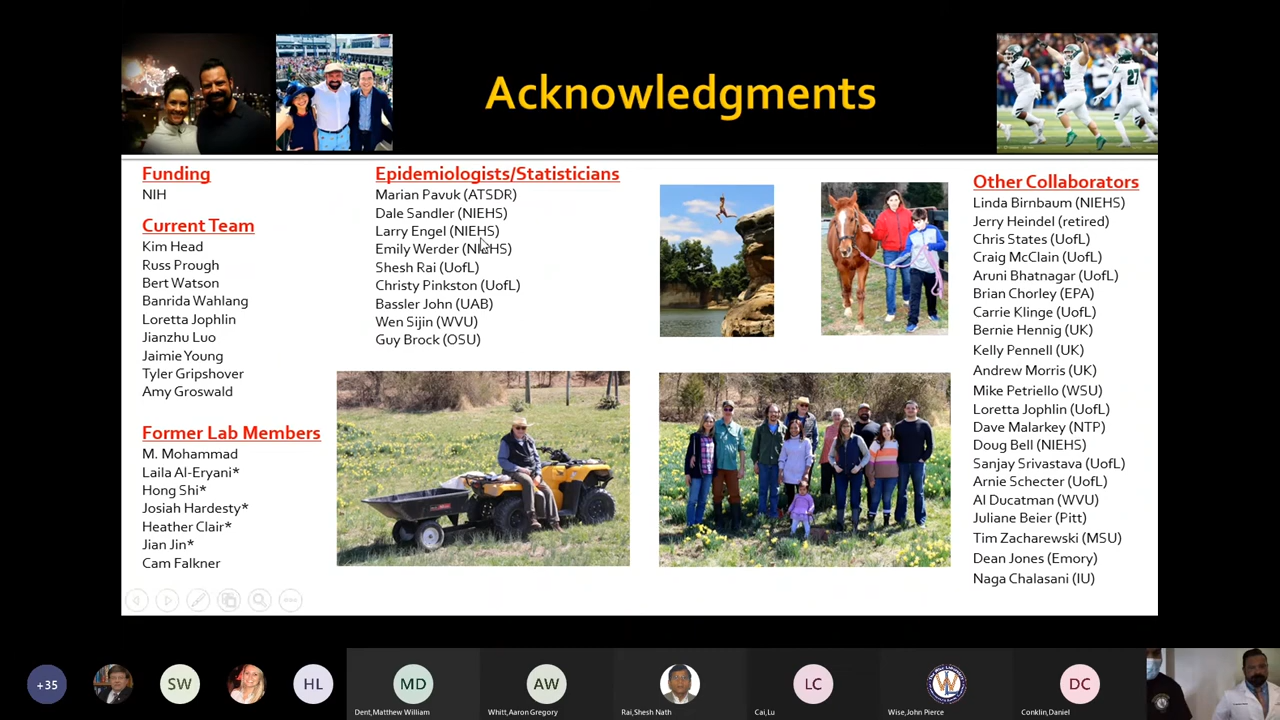 Acknowledgments
Funding
NIH
Current Team
Kim Head
Russ Prough
Bert Watson
Banrida Wahlang
Loretta Jophlin
Jianzhu Luo
Jaimie Young
Tyler Gripshover
Amy Groswald
Former Lab Members
M. Mohammad
Laila Al-Eryani*
Hong Shi*
Josiah Hardesty*
Heather Clair*
Jian Jin*
Cam Falkner
Epidemiologists/Statisticians
Marian Pavuk (ATSDR)
Dale Sandler (NIEHS)
Larry Engel (NIEHS)
Emily Werder (NIEHS)
Shesh Rai (UofL)
Christy Pinkston (UofL)
Bassler John (UAB)
Wen Sijin (WVU)
Guy Brock (OSU)
27
Other Collaborators
Linda Birnbaum (NIEHS)
Jerry Heindel (retired)
Chris States (UofL)
Craig McClain (UofL)
Aruni Bhatnagar (UofL)
Brian Chorley (EPA)
Carrie Klinge (UofL)
Bernie Hennig (UK)
Kelly Pennell (UK)
Andrew Morris (UK)
Mike Petriello (WSU)
Loretta Jophlin (UofL)
Dave Malarkey (NTP)
Doug Bell (NIEHS)
Sanjay Srivastava (UofL)
Arnie Schecter (UofL)
Al Ducatman (WVU)
Juliane Beier (Pitt)
Tim Zacharewski (MSU)
Dean Jones (Emory)
Naga Chalasani (IU)
+35
SW
HL
MD
Dent,Matthew William
AW
Whitt,Aaron Gregory
Rai,Shesh Nath
LC
Cai,Lu
Wise,John Pierce
DC
Conklin,Daniel